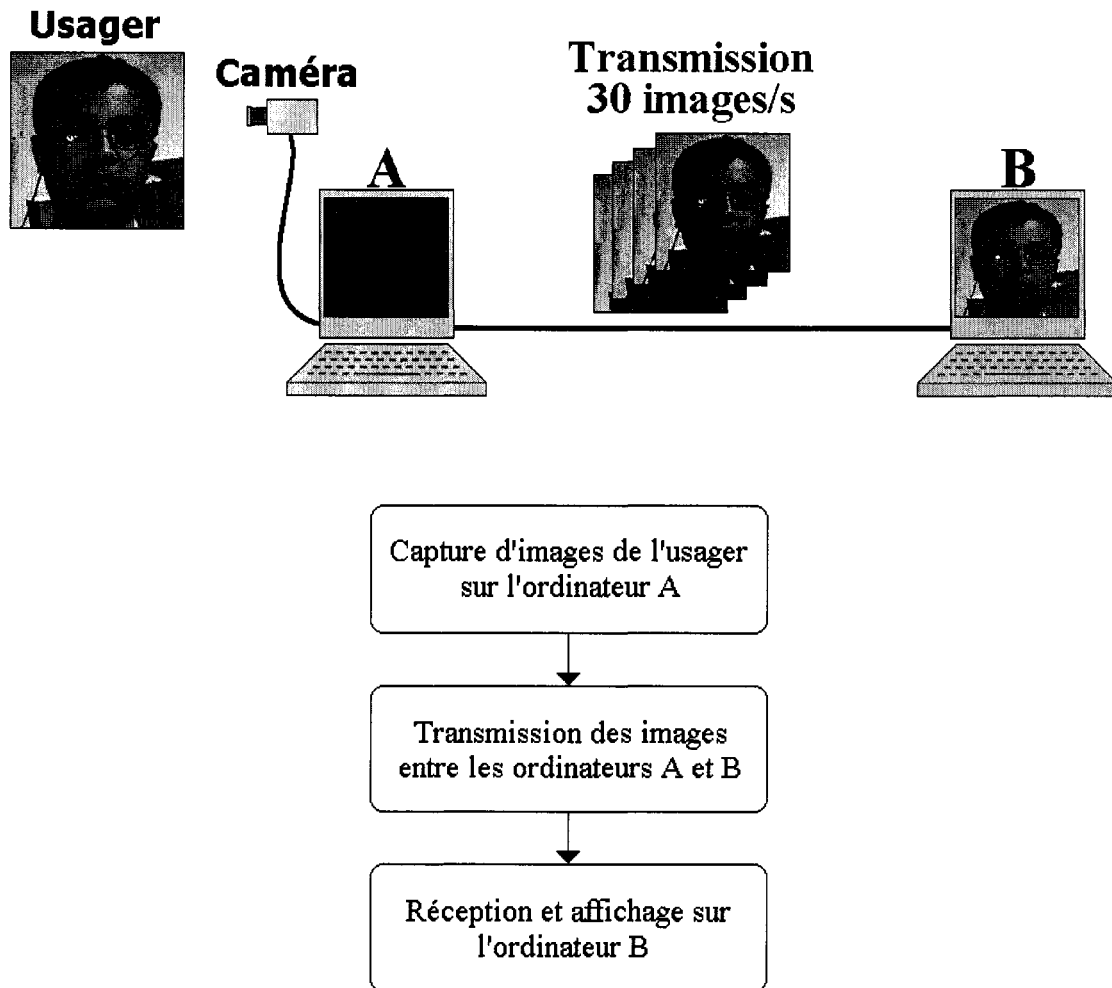 Usager
Caméra
Transmission
30 images/s
A
B
Capture d'images de l'usager
sur l'ordinateur A
Transmission des images
entre les ordinateurs A et B
Réception et affichage sur
l'ordinateur B